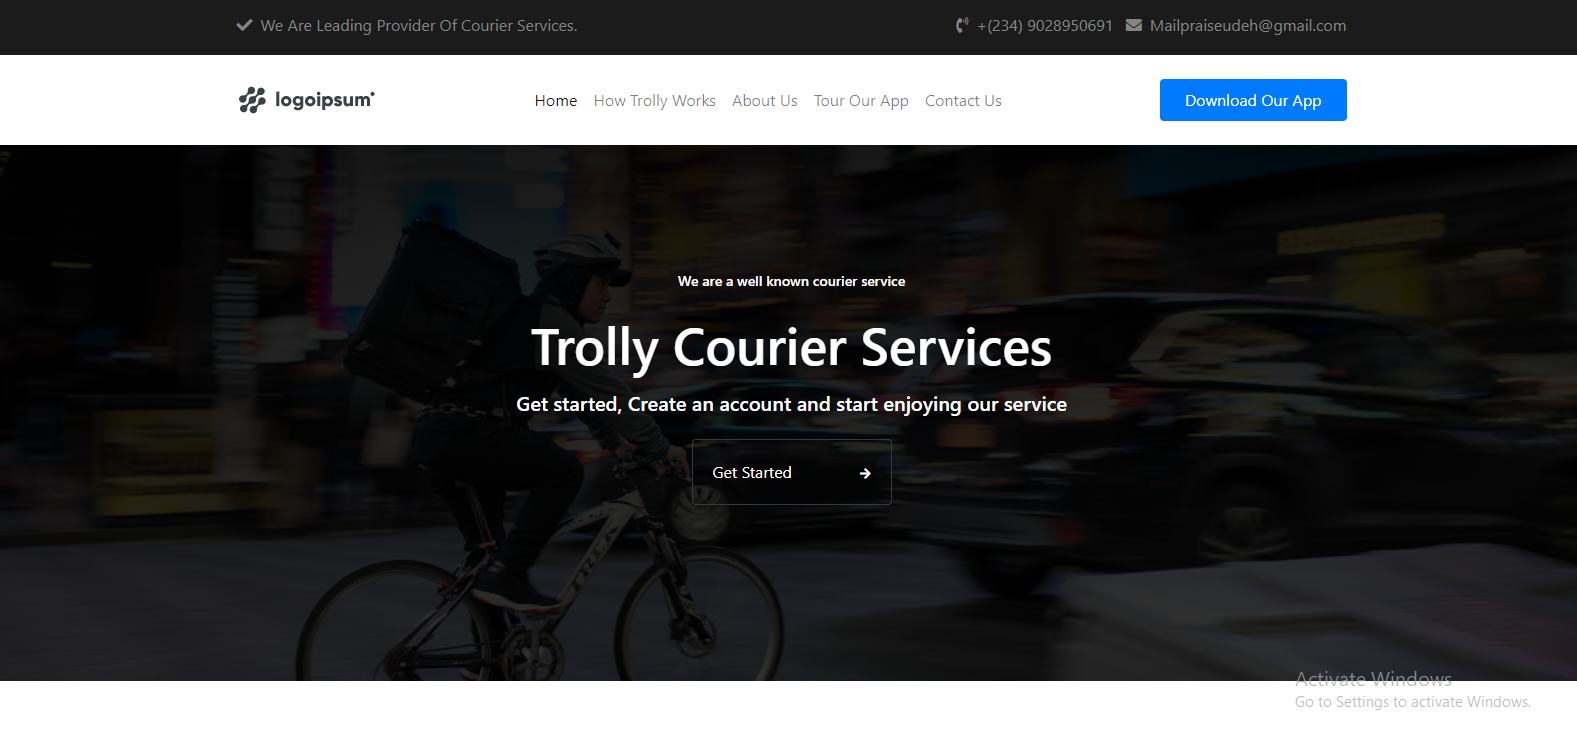 We Are Leading Provider Of Courier Services.
+(234) 9028950691 Mailpraiseudeh@gmail.com
logoipsum
Home How Trolly Works About Us Tour Our App Contact Us
Download Our App
We are a well known courier service
Trolly Courier Services
Get started, Create an account and start enjoying our service
Get Started
Activate Windows
Go to Settings to activate Windows.